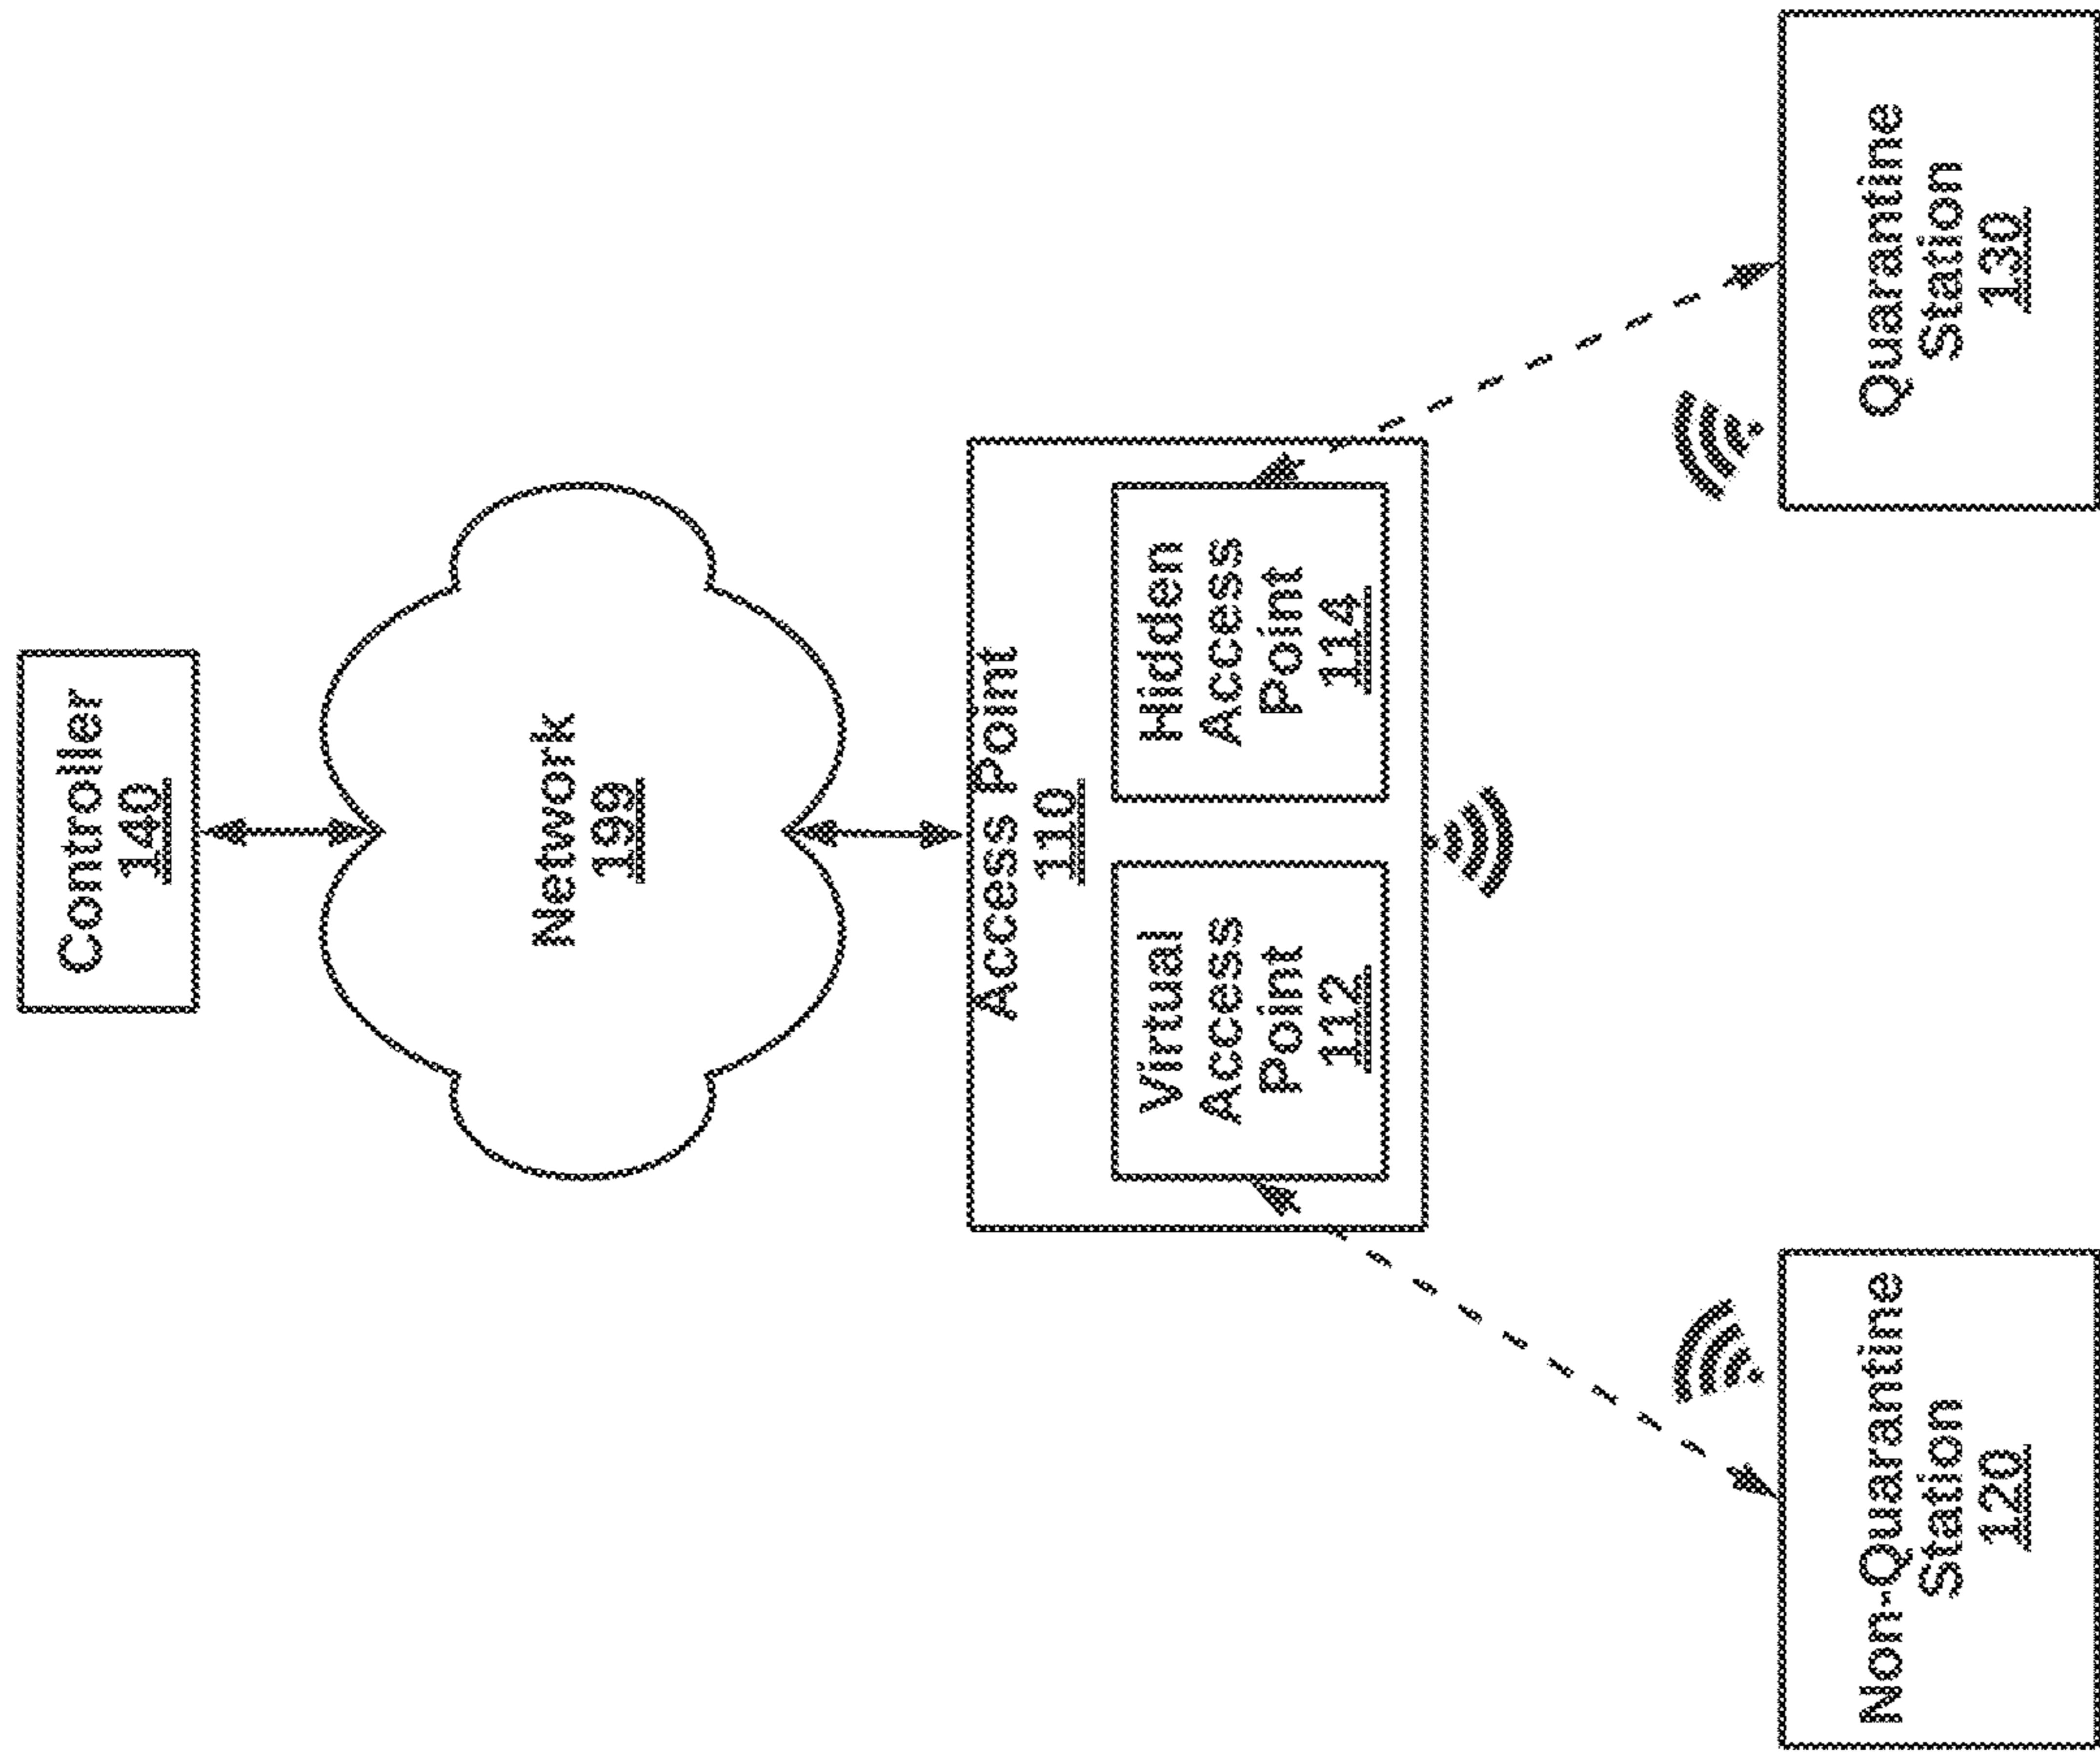 Controller
140
Network
199
Access Point
110
Virtual
Access
Point
112
Hidden
Access
Point
114
Non-Quarantine
Station
120
Quarantine
Station
130